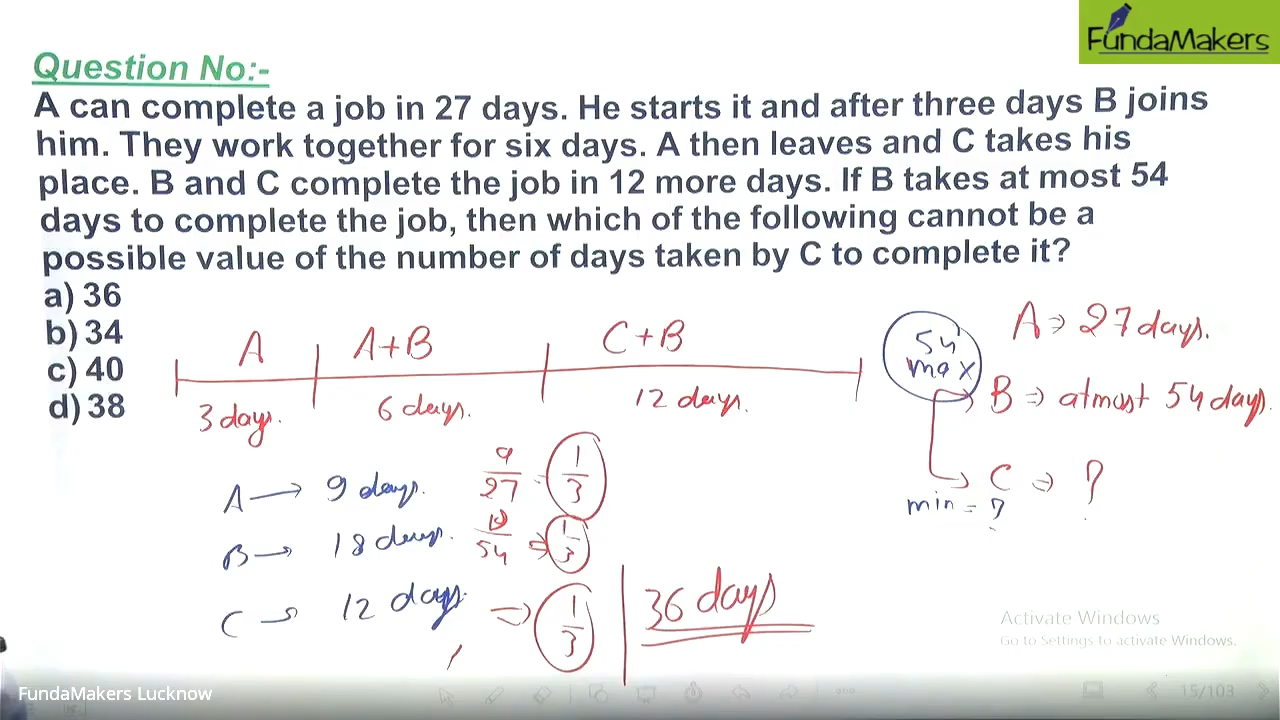 FundaMakers
Question No:-
A can complete a job in 27 days. He starts it and after three days B joins
him. They work together for six days. A then leaves and C takes his
place. B and C complete the job in 12 more days. If B takes at most 54
days to complete the job, then which of the following cannot be a
possible value of the number of days taken by C to complete it?
a) 36
b) 34
c) 40
d) 38
A A+B C+B
3 days. 6 days. 12 days.
54 max
A ⇒ 27 days.
B ⇒ atmost 54 days.
C ⇒ ?
min = ?
A → 9 days. 9/27 = 1/3
B → 18 days. 18/54 ⇒ 1/3
C → 12 days. ⇒ 1/3
36 days
Activate Windows
Go to Settings to activate Windows.
FundaMakers Lucknow
15/103